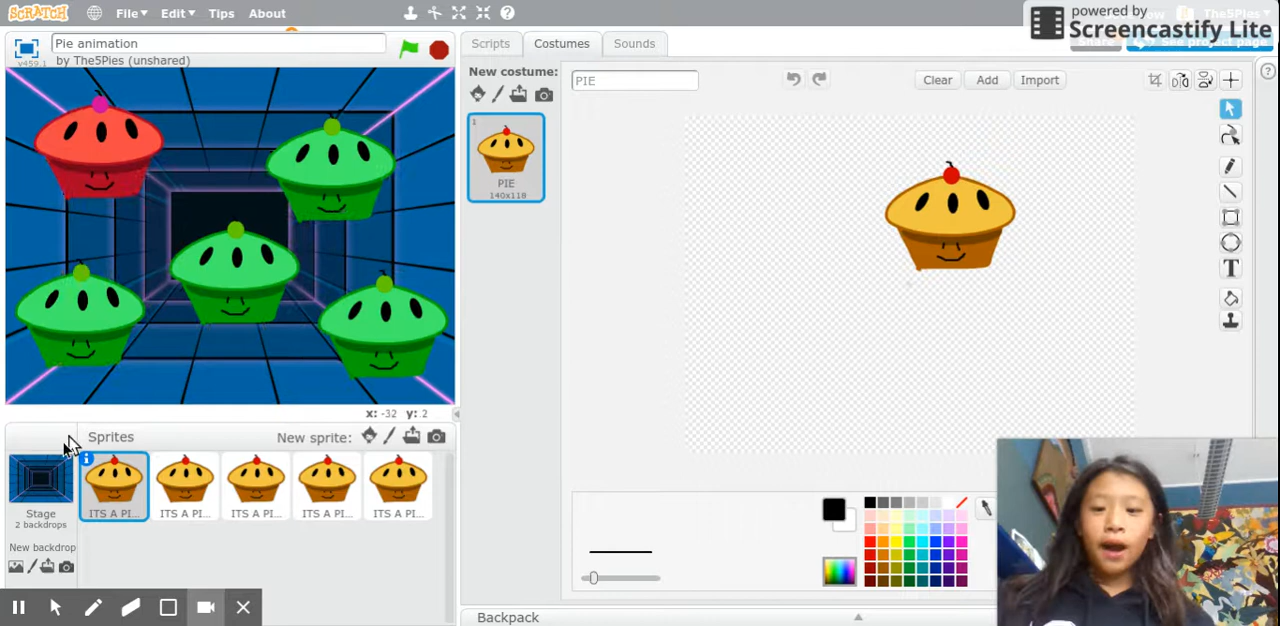 SCRATCH File Edit Tips About
powered by
Screencastify Lite
The5Pies
Pie animation
by The5Pies (unshared)
v459.1
Scripts Costumes Sounds
New costume:
PIE
Clear Add Import
1
PIE
140x118
x: -32 y: 2
Sprites New sprite:
ITS A PI... ITS A PI... ITS A PI... ITS A PI... ITS A PI...
Stage
2 backdrops
New backdrop
T
Backpack